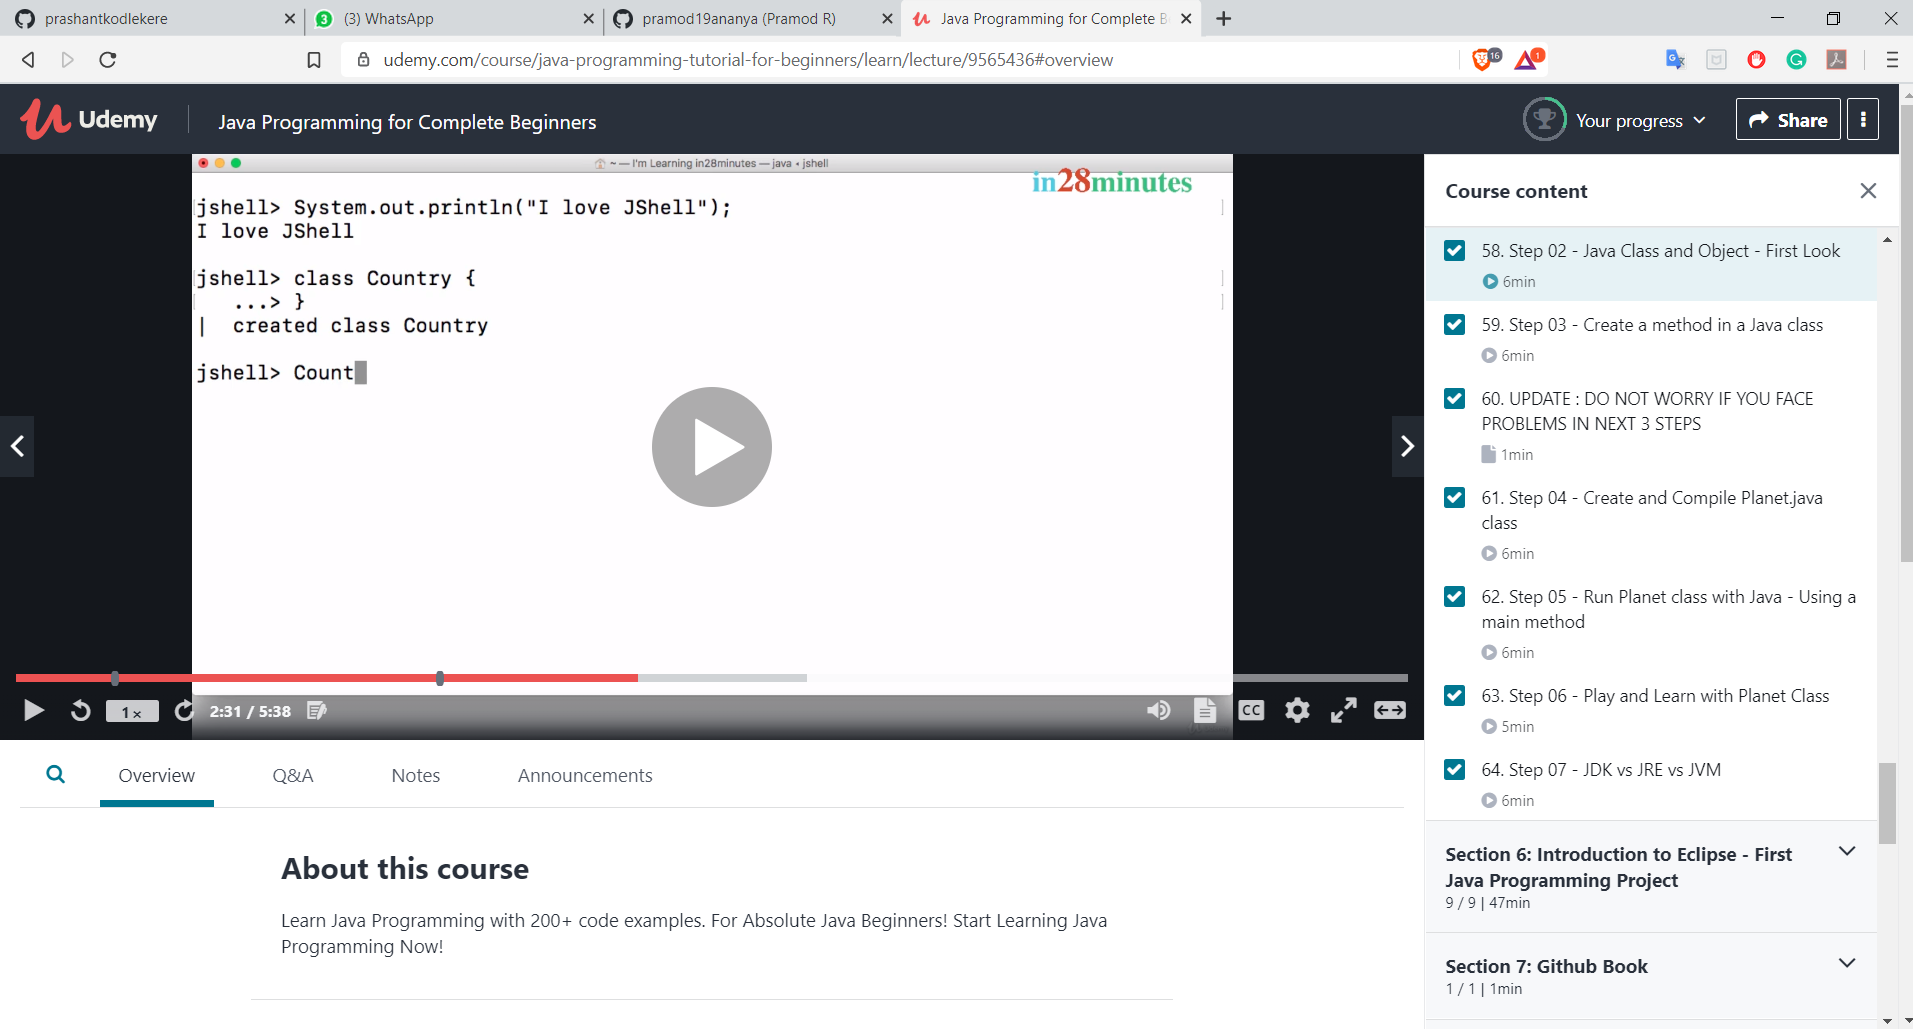 prashantkodlekere
(3) WhatsApp
pramod19ananya (Pramod R)
Java Programming for Complete B
udemy.com/course/java-programming-tutorial-for-beginners/learn/lecture/9565436#overview
16
1
Udemy
Java Programming for Complete Beginners
Your progress
Share
~ — I'm Learning in28minutes — java ◂ jshell
in28minutes
jshell> System.out.println("I love JShell");
I love JShell
jshell> class Country {
...> }
| created class Country
jshell> Count
1×
2:31 / 5:38
CC
Course content
58. Step 02 - Java Class and Object - First Look
6min
59. Step 03 - Create a method in a Java class
6min
60. UPDATE : DO NOT WORRY IF YOU FACE
PROBLEMS IN NEXT 3 STEPS
1min
61. Step 04 - Create and Compile Planet.java
class
6min
62. Step 05 - Run Planet class with Java - Using a
main method
6min
63. Step 06 - Play and Learn with Planet Class
5min
64. Step 07 - JDK vs JRE vs JVM
6min
Section 6: Introduction to Eclipse - First
Java Programming Project
9 / 9 | 47min
Section 7: Github Book
1 / 1 | 1min
Overview
Q&A
Notes
Announcements
About this course
Learn Java Programming with 200+ code examples. For Absolute Java Beginners! Start Learning Java
Programming Now!